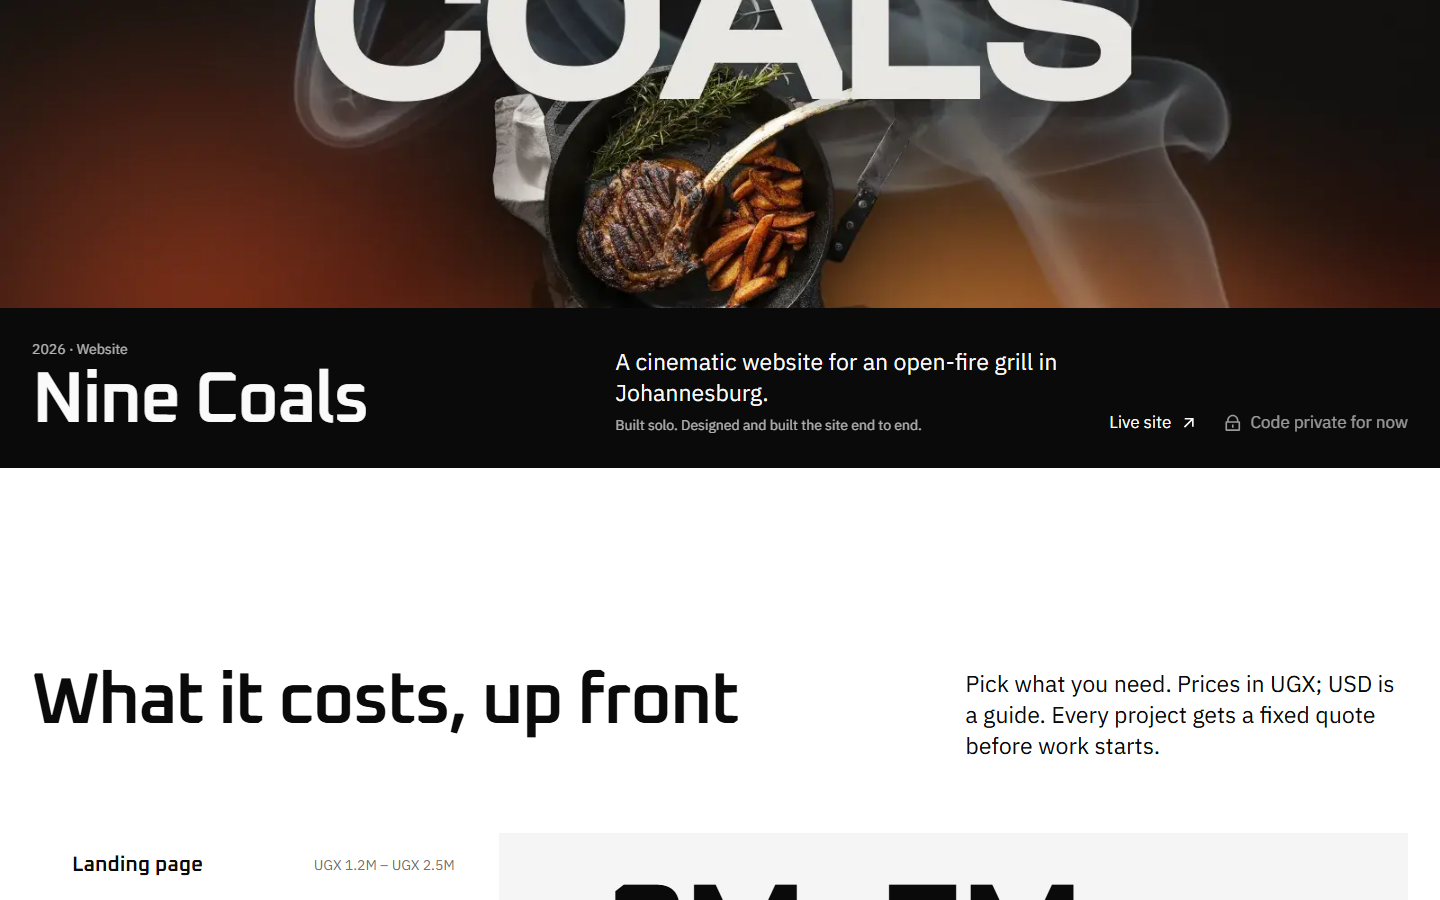 COALS
2026 · Website
Nine Coals
A cinematic website for an open-fire grill in
Johannesburg.
Built solo. Designed and built the site end to end.
Live site
Code private for now
What it costs, up front
Pick what you need. Prices in UGX; USD is
a guide. Every project gets a fixed quote
before work starts.
Landing page
UGX 1.2M – UGX 2.5M